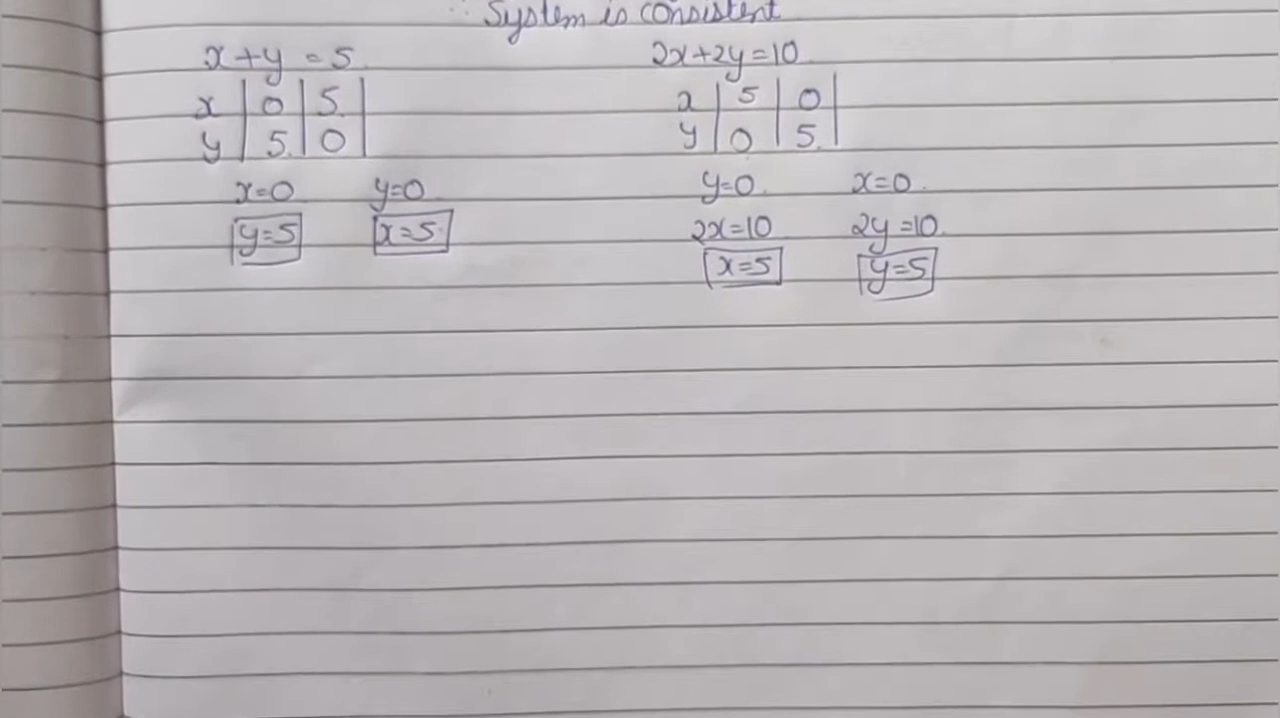 ∴ System is consistent
x + y = 5 2x+2y=10
x | 0 | 5 | x | 5 | 0 |
y | 5 | 0 | y | 0 | 5 |
x=0 y=0 y=0 x=0
y=5 x=5 2x=10 2y=10
x=5 y=5